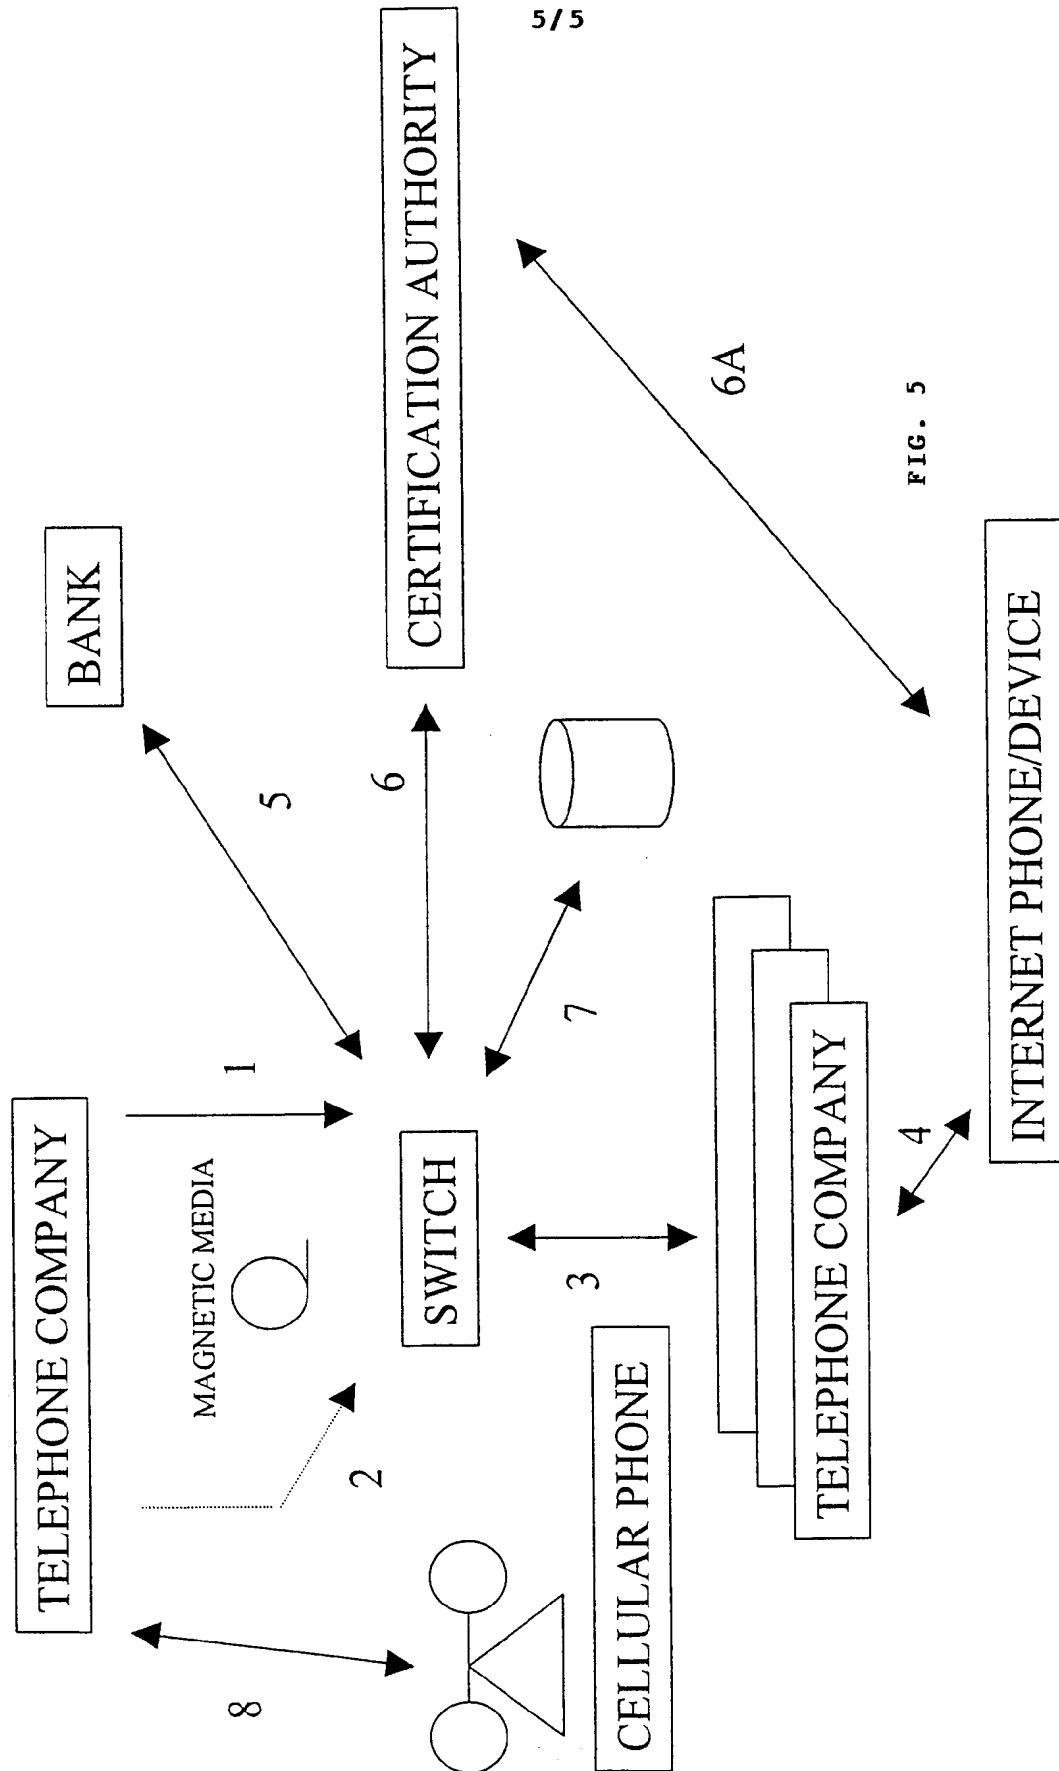 5/5
TELEPHONE COMPANY
BANK
1
MAGNETIC MEDIA
5
8
2
SWITCH
6
CERTIFICATION AUTHORITY
3
7
CELLULAR PHONE
6A
TELEPHONE COMPANY
4
INTERNET PHONE/DEVICE
FIG. 5